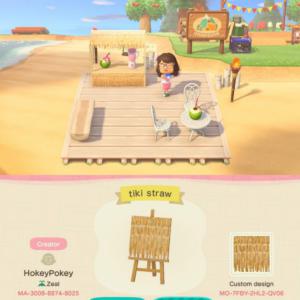 tiki straw
Creator
HokeyPokey
Zeal
MA-3008-8874-8025
Custom design
MO-7FBY-2HL2-QV06